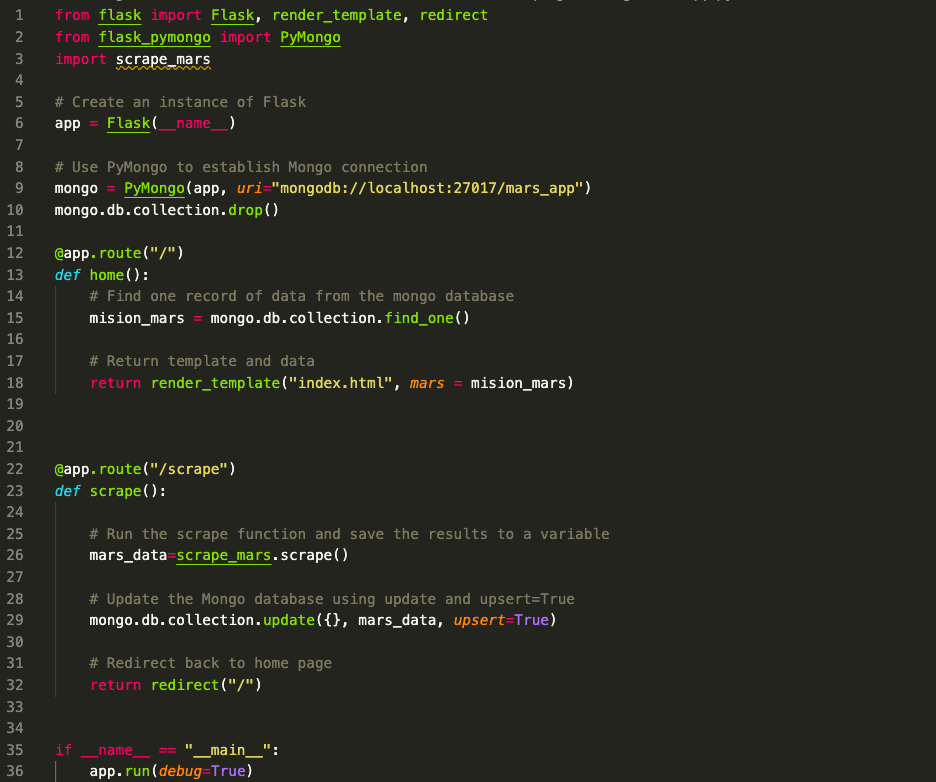 1 from flask import Flask, render_template, redirect
2 from flask_pymongo import PyMongo
3 import scrape_mars
4
5 # Create an instance of Flask
6 app = Flask(__name__)
7
8 # Use PyMongo to establish Mongo connection
9 mongo = PyMongo(app, uri="mongodb://localhost:27017/mars_app")
10 mongo.db.collection.drop()
11
12 @app.route("/")
13 def home():
14     # Find one record of data from the mongo database
15     mision_mars = mongo.db.collection.find_one()
16
17     # Return template and data
18     return render_template("index.html", mars = mision_mars)
19
20
21
22 @app.route("/scrape")
23 def scrape():
24
25     # Run the scrape function and save the results to a variable
26     mars_data=scrape_mars.scrape()
27
28     # Update the Mongo database using update and upsert=True
29     mongo.db.collection.update({}, mars_data, upsert=True)
30
31     # Redirect back to home page
32     return redirect("/")
33
34
35 if __name__ == "__main__":
36     app.run(debug=True)